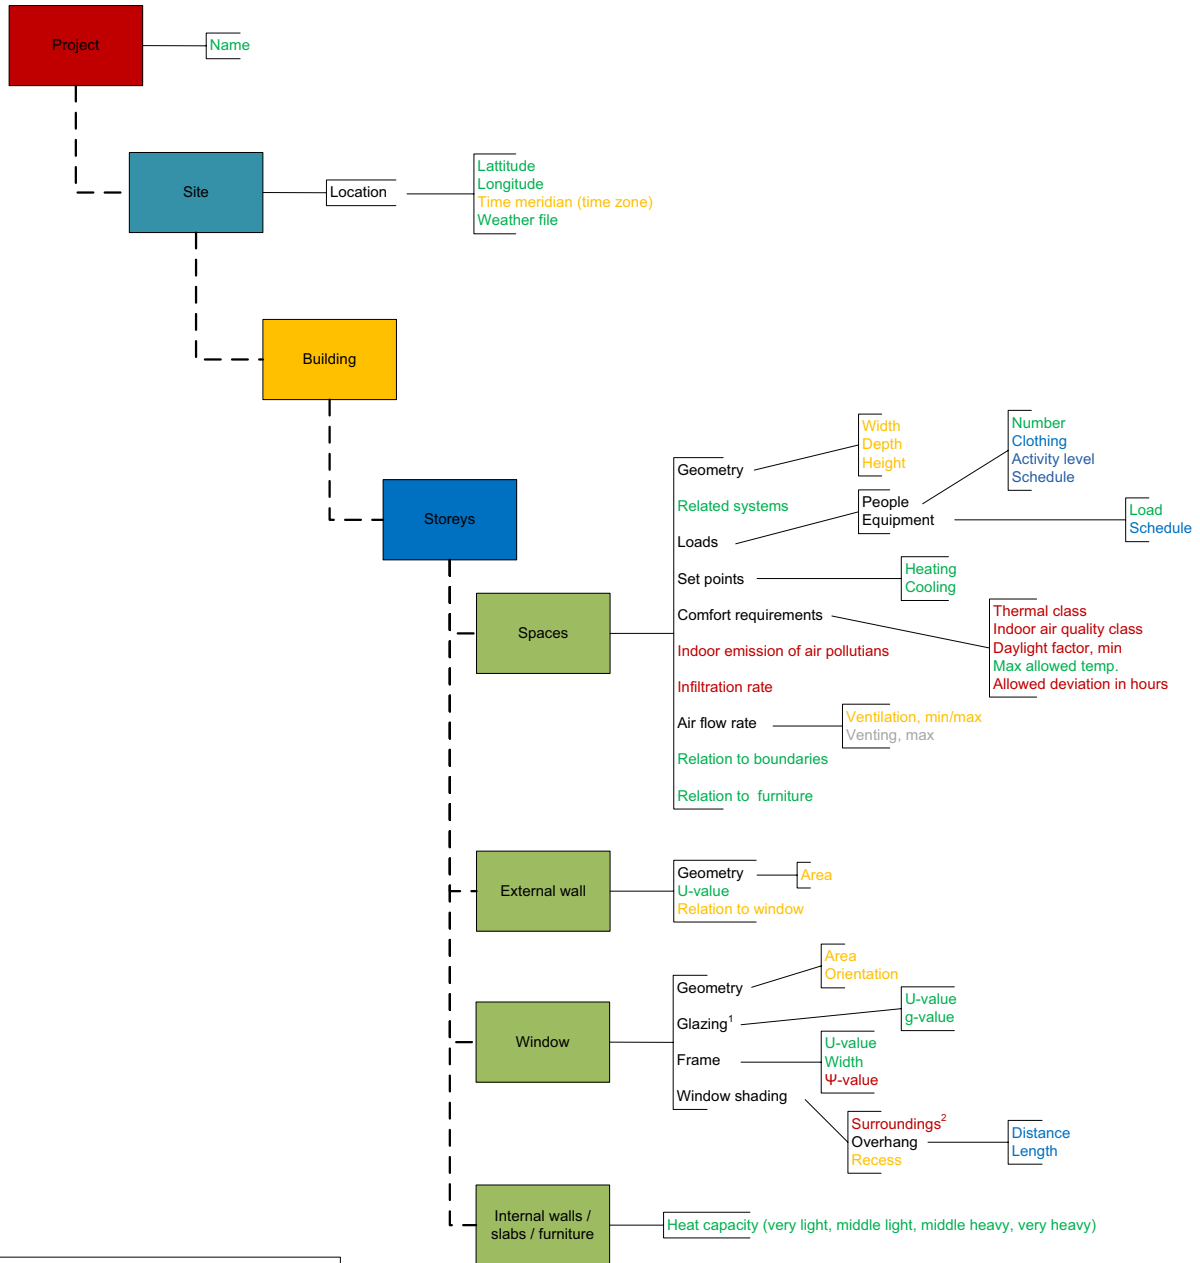 Project
Name
Site
Location
Lattitude
Longitude
Time meridian (time zone)
Weather file
Building
Storeys
Spaces
Geometry
Width
Depth
Height
Related systems
Loads
People
Equipment
Number
Clothing
Activity level
Schedule
Load
Schedule
Set points
Heating
Cooling
Comfort requirements
Thermal class
Indoor air quality class
Daylight factor, min
Max allowed temp.
Allowed deviation in hours
Indoor emission of air pollutians
Infiltration rate
Air flow rate
Ventilation, min/max
Venting, max
Relation to boundaries
Relation to furniture
External wall
Geometry
Area
U-value
Relation to window
Window
Geometry
Area
Orientation
Glazing¹
U-value
g-value
Frame
U-value
Width
Ψ-value
Window shading
Surroundings²
Overhang
Recess
Distance
Length
Internal walls /
slabs / furniture
Heat capacity (very light, middle light, middle heavy, very heavy)